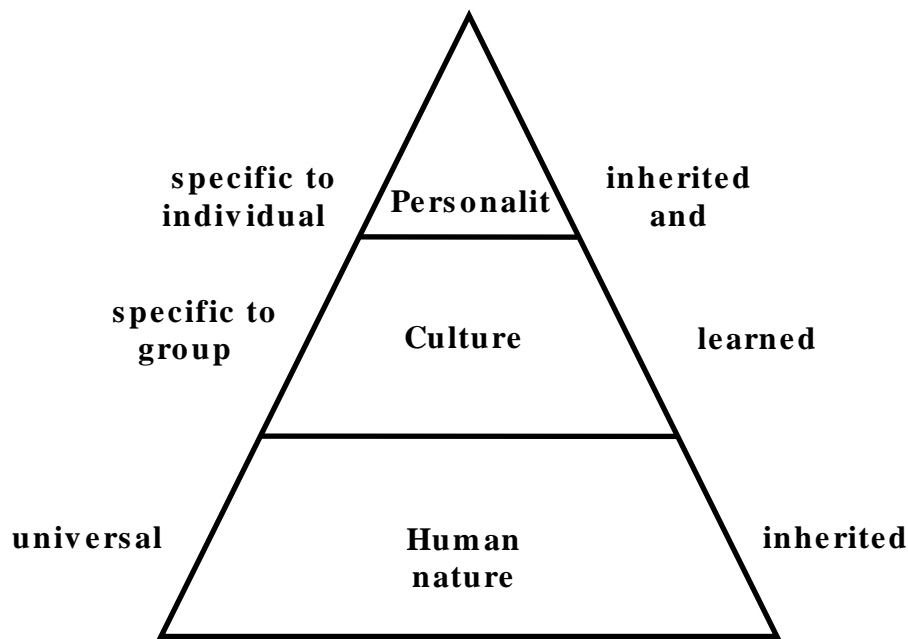 specific to
individual
Personalit
inherited
and
specific to
group
Culture
learned
universal
Human
nature
inherited